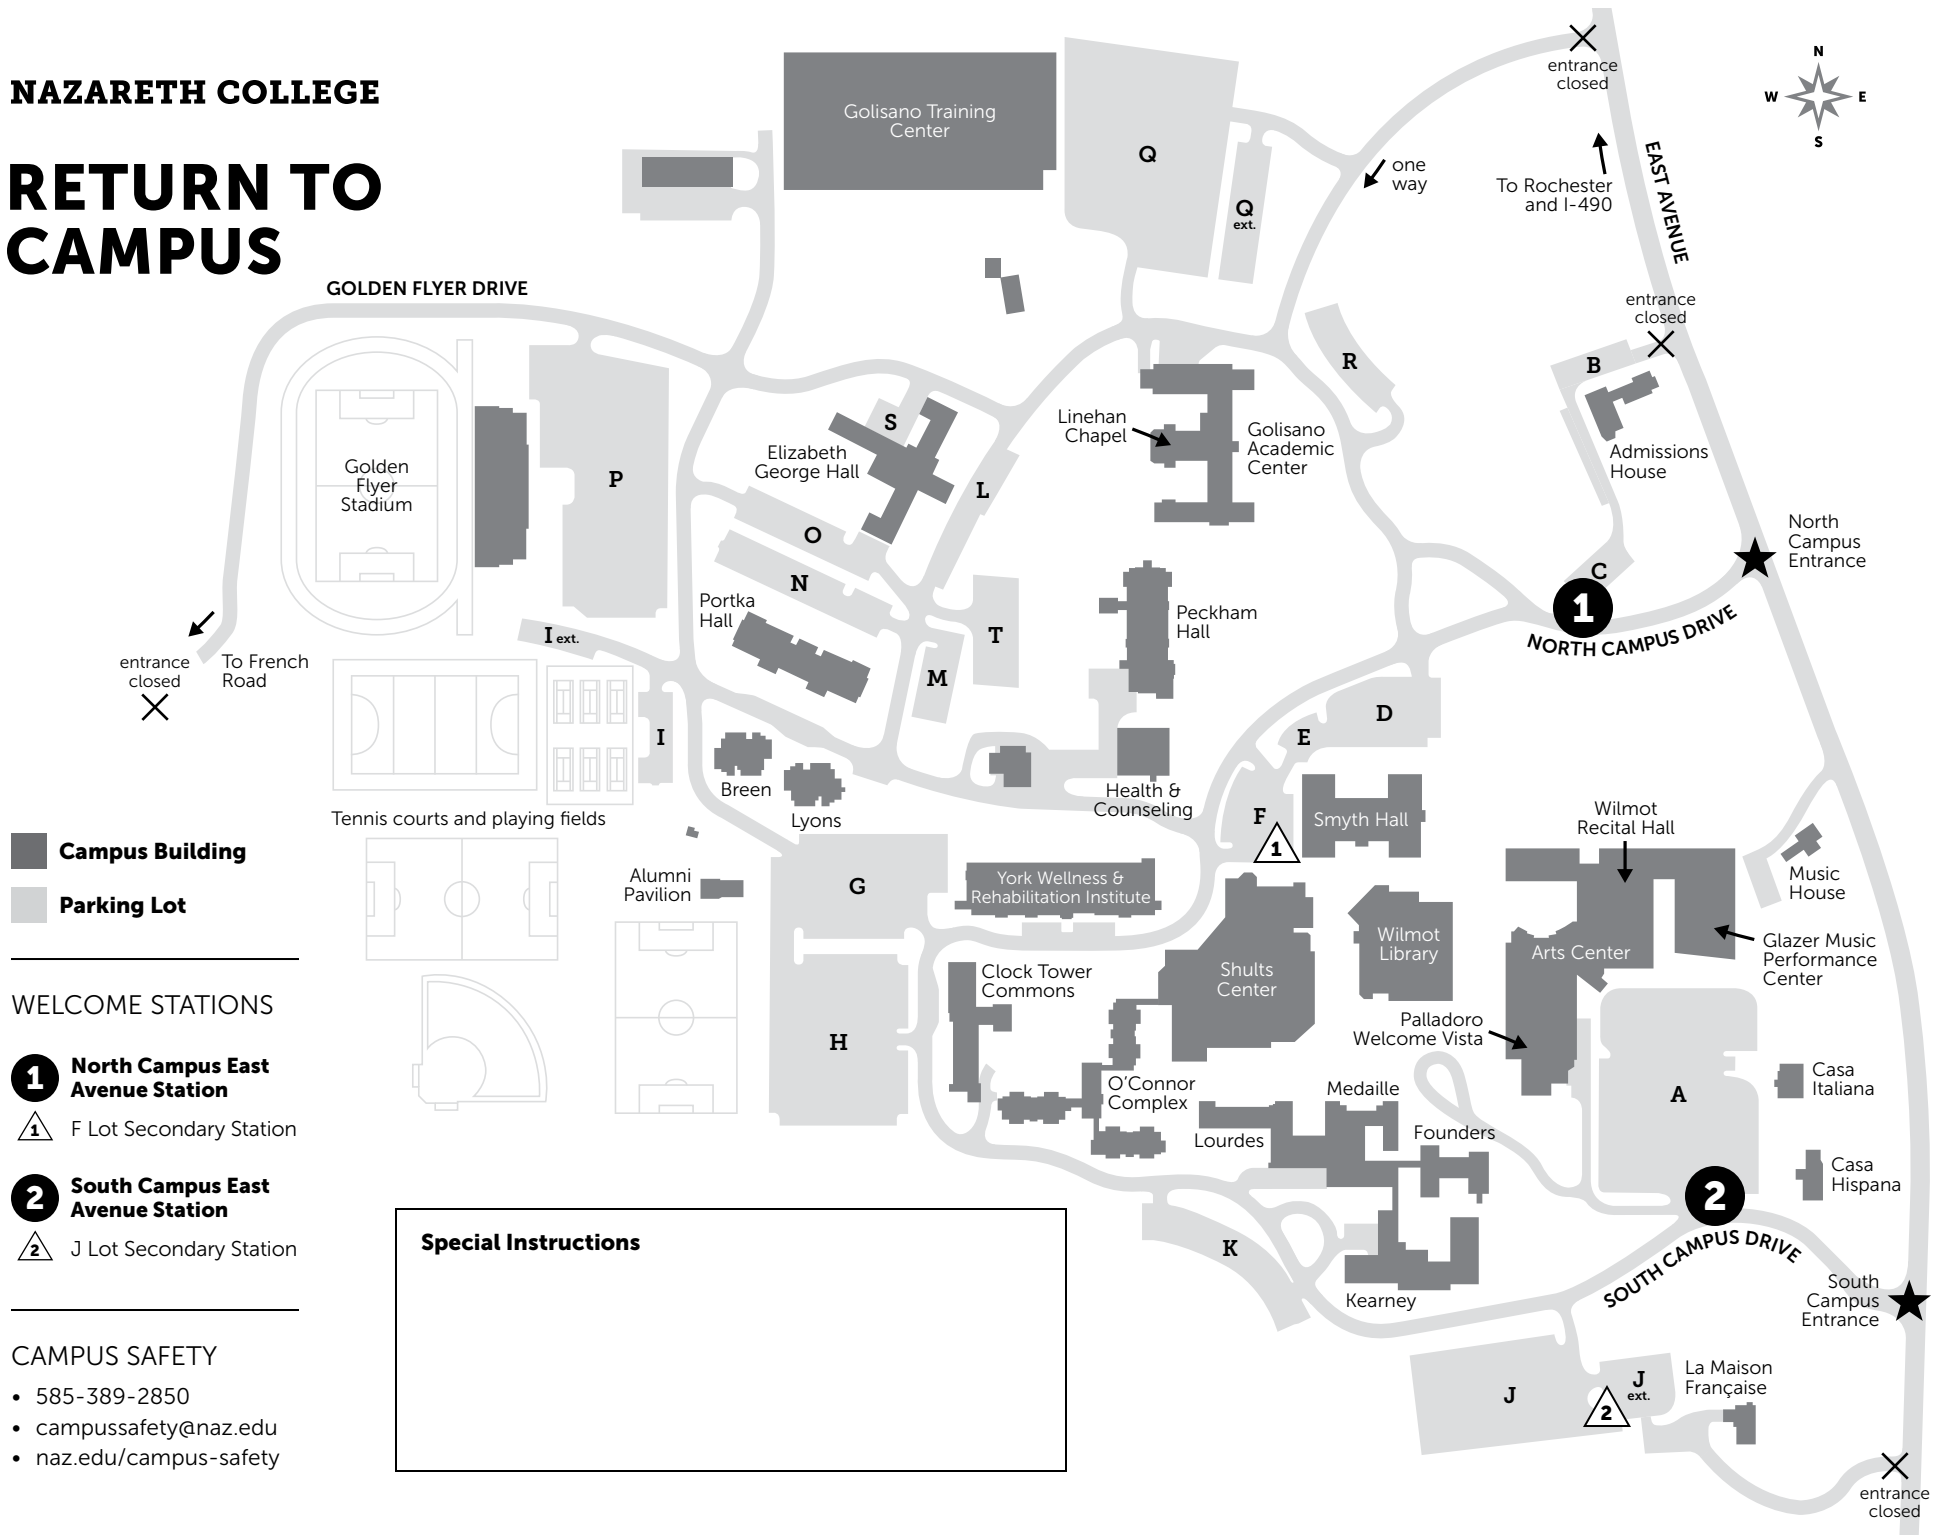 NAZARETH COLLEGE
RETURN TO
CAMPUS
GOLDEN FLYER DRIVE
Golisano Training
Center
Q
Q
ext.
one
way
entrance
closed
To Rochester
and I-490
EAST AVENUE
N
W
E
S
entrance
closed
B
R
Admissions
House
C
North
Campus
Entrance
1
NORTH CAMPUS DRIVE
Linehan
Chapel
Golisano
Academic
Center
S
Elizabeth
George Hall
L
O
N
Portka
Hall
T
M
Peckham
Hall
Golden
Flyer
Stadium
P
I ext.
entrance
closed
To French
Road
I
Tennis courts and playing fields
Breen
Lyons
Health &
Counseling
D
E
F
1
Smyth Hall
Wilmot
Recital Hall
Music
House
Alumni
Pavilion
G
York Wellness &
Rehabilitation Institute
Wilmot
Library
Arts Center
Glazer Music
Performance
Center
Clock Tower
Commons
Shults
Center
H
Palladoro
Welcome Vista
O'Connor
Complex
Medaille
Lourdes
Founders
A
Casa
Italiana
Casa
Hispana
2
SOUTH CAMPUS DRIVE
K
Kearney
South
Campus
Entrance
J
J
ext.
2
La Maison
Française
entrance
closed
Campus Building
Parking Lot
WELCOME STATIONS
1
North Campus East
Avenue Station
1
F Lot Secondary Station
2
South Campus East
Avenue Station
2
J Lot Secondary Station
CAMPUS SAFETY
• 585-389-2850
• campussafety@naz.edu
• naz.edu/campus-safety
Special Instructions